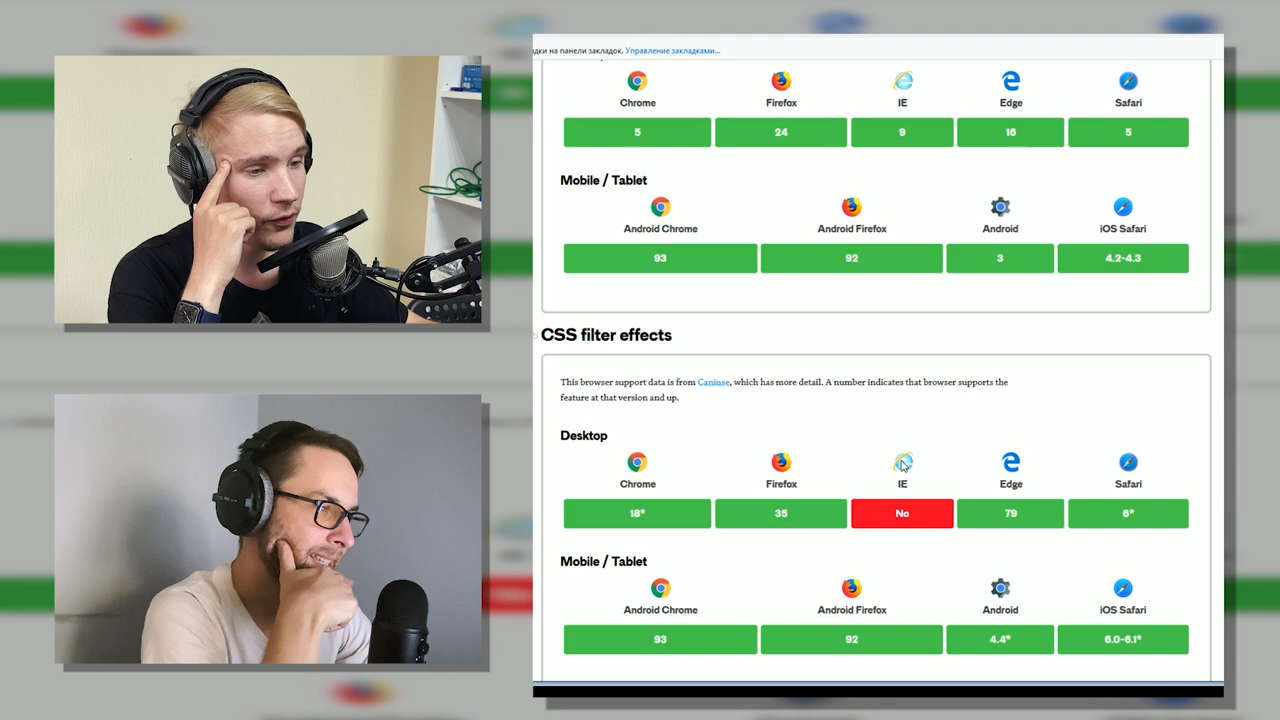 дки на панели закладок. Управление закладками...
Chrome Firefox IE Edge Safari
5 24 9 16 5
Mobile / Tablet
Android Chrome Android Firefox Android iOS Safari
93 92 3 4.2-4.3
CSS filter effects
This browser support data is from Caniuse, which has more detail. A number indicates that browser supports the
feature at that version and up.
Desktop
Chrome Firefox IE Edge Safari
18* 35 No 79 6*
Mobile / Tablet
Android Chrome Android Firefox Android iOS Safari
93 92 4.4* 6.0-6.1*